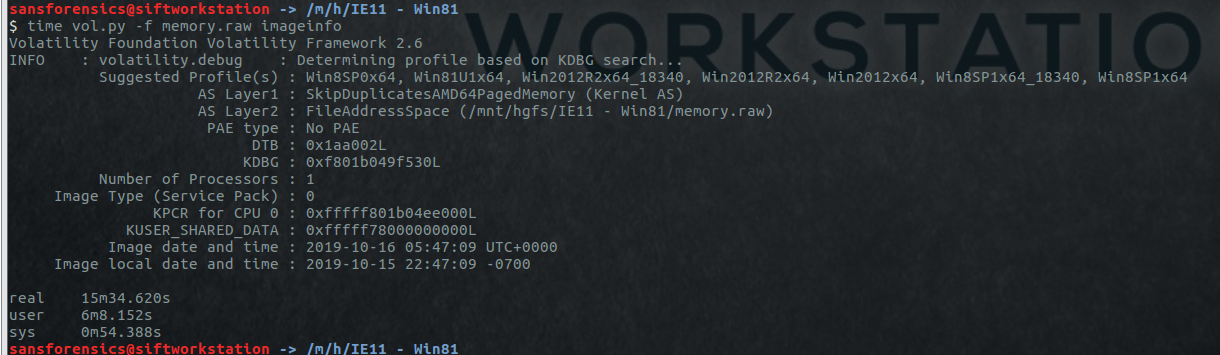 sansforensics@siftworkstation -> /m/h/IE11 - Win81
$ time vol.py -f memory.raw imageinfo
Volatility Foundation Volatility Framework 2.6
INFO    : volatility.debug    : Determining profile based on KDBG search...
Suggested Profile(s) : Win8SP0x64, Win81U1x64, Win2012R2x64_18340, Win2012R2x64, Win2012x64, Win8SP1x64_18340, Win8SP1x64
AS Layer1 : SkipDuplicatesAMD64PagedMemory (Kernel AS)
AS Layer2 : FileAddressSpace (/mnt/hgfs/IE11 - Win81/memory.raw)
PAE type : No PAE
DTB : 0x1aa002L
KDBG : 0xf801b049f530L
Number of Processors : 1
Image Type (Service Pack) : 0
KPCR for CPU 0 : 0xfffff801b04ee000L
KUSER_SHARED_DATA : 0xfffff78000000000L
Image date and time : 2019-10-16 05:47:09 UTC+0000
Image local date and time : 2019-10-15 22:47:09 -0700
real    15m34.620s
user    6m8.152s
sys     0m54.388s
sansforensics@siftworkstation -> /m/h/IE11 - Win81
WORKSTATIO